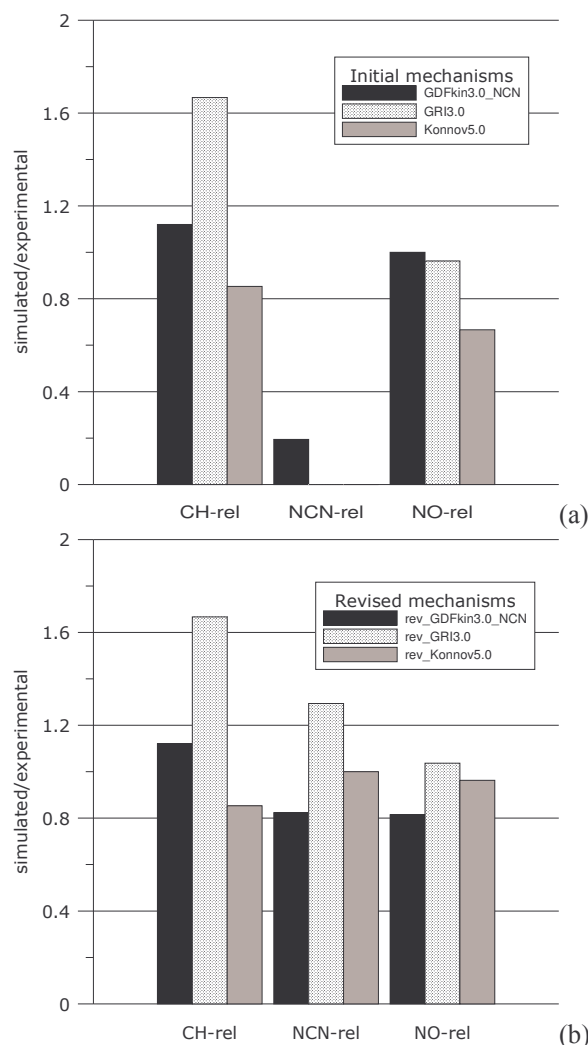 2
1.6
1.2
0.8
0.4
0
simulated/experimental
Initial mechanisms
GDFkin3.0_NCN
GRI3.0
Konnov5.0
CH-rel NCN-rel NO-rel
(a)
2
1.6
1.2
0.8
0.4
0
simulated/experimental
Revised mechanisms
rev_GDFkin3.0_NCN
rev_GRI3.0
rev_Konnov5.0
CH-rel NCN-rel NO-rel
(b)